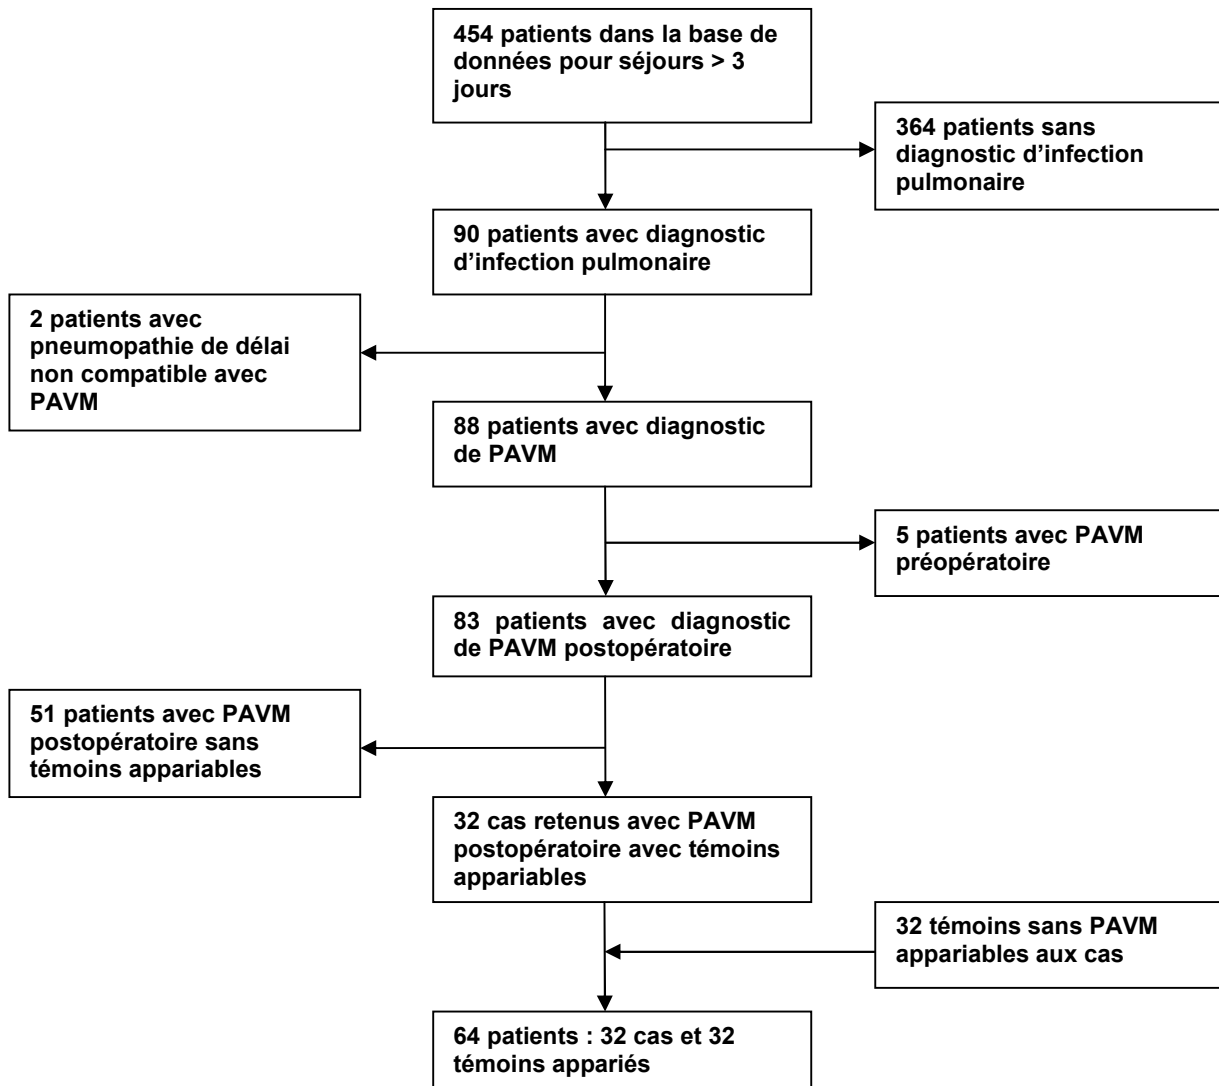 454 patients dans la base de
données pour séjours > 3
jours
364 patients sans
diagnostic d’infection
pulmonaire
90 patients avec diagnostic
d’infection pulmonaire
2 patients avec
pneumopathie de délai
non compatible avec
PAVM
88 patients avec diagnostic
de PAVM
5 patients avec PAVM
préopératoire
83 patients avec diagnostic
de PAVM postopératoire
51 patients avec PAVM
postopératoire sans
témoins appariables
32 cas retenus avec PAVM
postopératoire avec témoins
appariables
32 témoins sans PAVM
appariables aux cas
64 patients : 32 cas et 32
témoins appariés